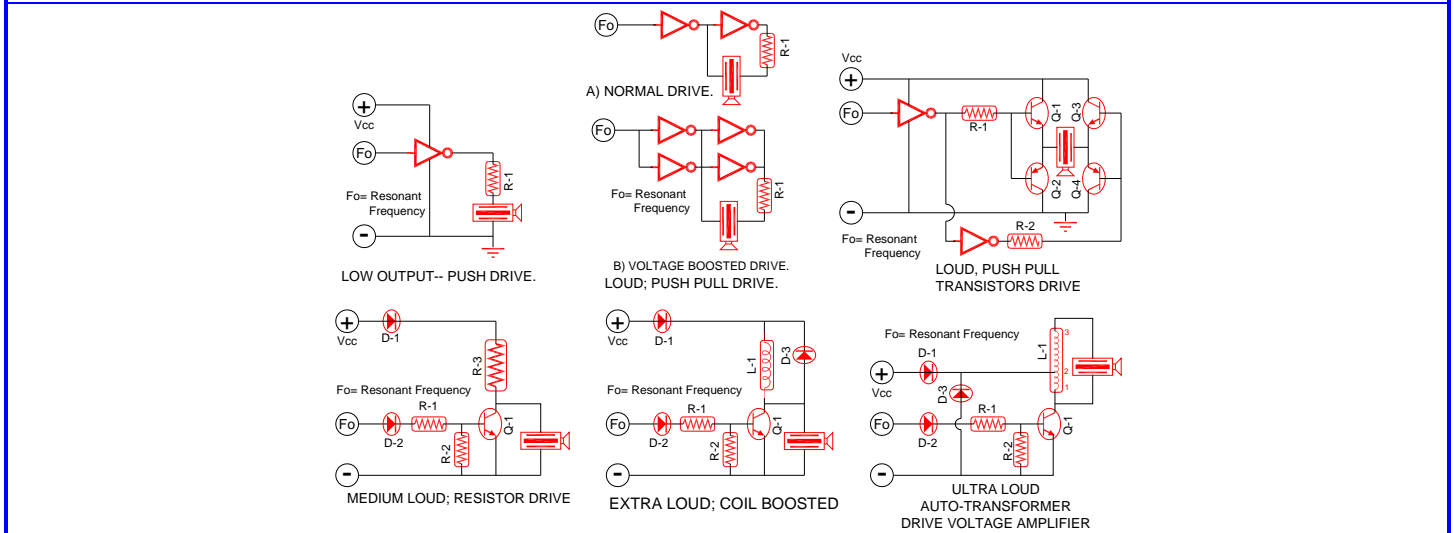 +
Vcc
Fo
R-1
Fo= Resonant
Frequency
-
LOW OUTPUT-- PUSH DRIVE.
Fo
R-1
A) NORMAL DRIVE.
Fo
R-1
Fo= Resonant
Frequency
B) VOLTAGE BOOSTED DRIVE.
LOUD; PUSH PULL DRIVE.
Vcc
+
Fo
R-1
Q-1
Q-3
Q-2
Q-4
-
R-2
Fo= Resonant
Frequency
LOUD, PUSH PULL
TRANSISTORS DRIVE
+
Vcc
D-1
R-3
Fo= Resonant Frequency
Fo
D-2
R-1
R-2
Q-1
-
MEDIUM LOUD; RESISTOR DRIVE
+
Vcc
D-1
L-1
D-3
Fo= Resonant Frequency
Fo
D-2
R-1
R-2
Q-1
-
EXTRA LOUD; COIL BOOSTED
Fo= Resonant Frequency
+
Vcc
D-1
D-3
L-1
3
2
1
Fo
D-2
R-1
R-2
Q-1
-
ULTRA LOUD
AUTO-TRANSFORMER
DRIVE VOLTAGE AMPLIFIER